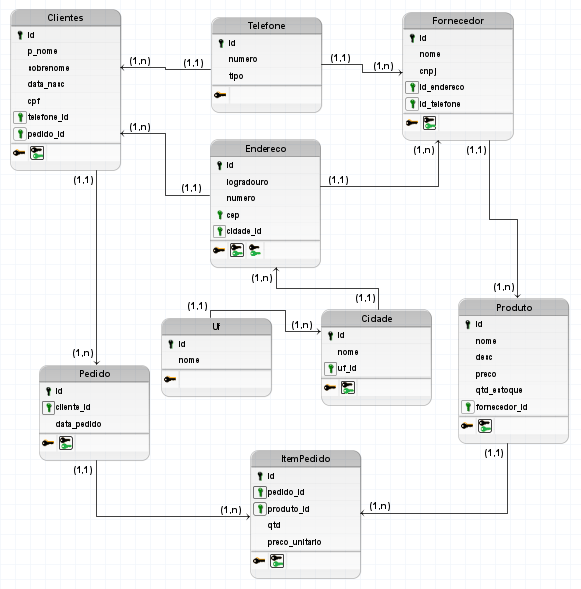 Clientes
id
p_nome
sobrenome
data_nasc
cpf
telefone_id
pedido_id
(1,n)
(1,1)
Telefone
id
numero
tipo
(1,1)
(1,n)
Fornecedor
id
nome
cnpj
id_endereco
id_telefone
(1,n)
(1,1)
Endereco
id
logradouro
numero
cep
cidade_id
(1,1)
(1,n)
(1,1)
(1,1)
(1,n)
(1,1)
(1,n)
Uf
id
nome
(1,1)
(1,n)
Cidade
id
nome
uf_id
(1,n)
Produto
id
nome
desc
preco
qtd_estoque
fornecedor_id
(1,n)
Pedido
id
cliente_id
data_pedido
(1,1)
(1,1)
ItemPedido
id
pedido_id
produto_id
qtd
preco_unitario
(1,n)
(1,n)